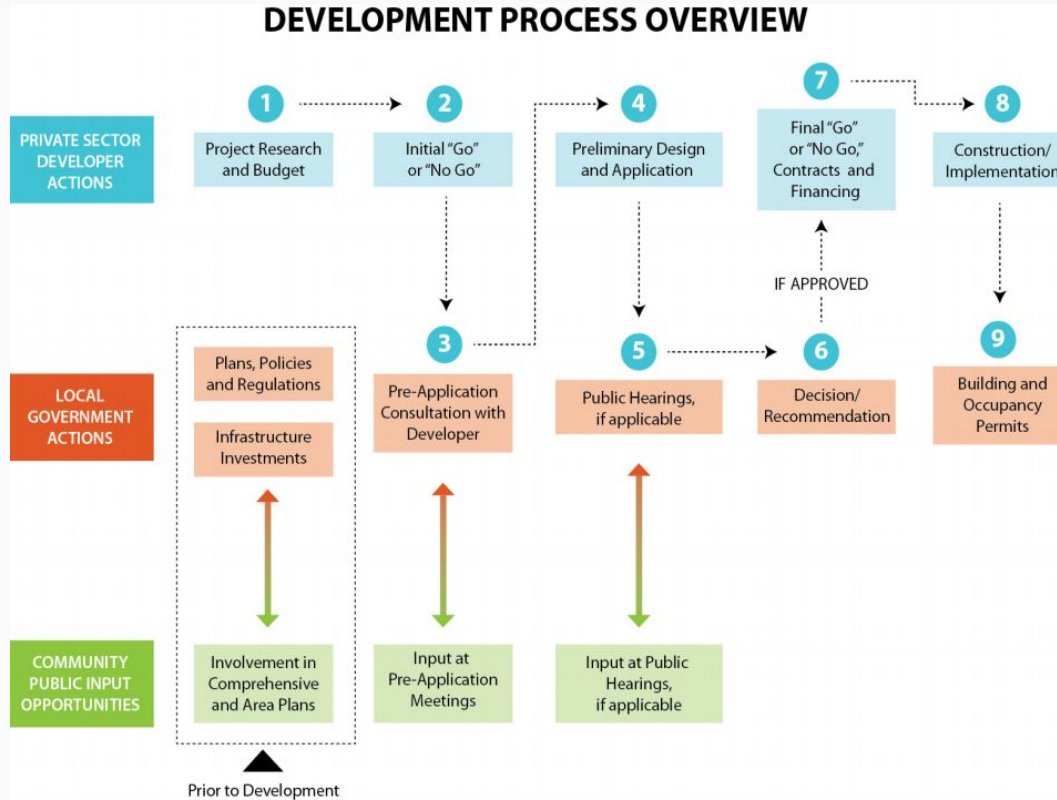 DEVELOPMENT PROCESS OVERVIEW
1
2
4
7
8
PRIVATE SECTOR
DEVELOPER
ACTIONS
Project Research
and Budget
Initial “Go”
or “No Go”
Preliminary Design
and Application
Final “Go”
or “No Go,”
Contracts and
Financing
Construction/
Implementation
IF APPROVED
3
5
6
9
LOCAL
GOVERNMENT
ACTIONS
Plans, Policies
and Regulations
Infrastructure
Investments
Pre-Application
Consultation with
Developer
Public Hearings,
if applicable
Decision/
Recommendation
Building and
Occupancy
Permits
COMMUNITY
PUBLIC INPUT
OPPORTUNITIES
Involvement in
Comprehensive
and Area Plans
Input at
Pre-Application
Meetings
Input at Public
Hearings,
if applicable
Prior to Development